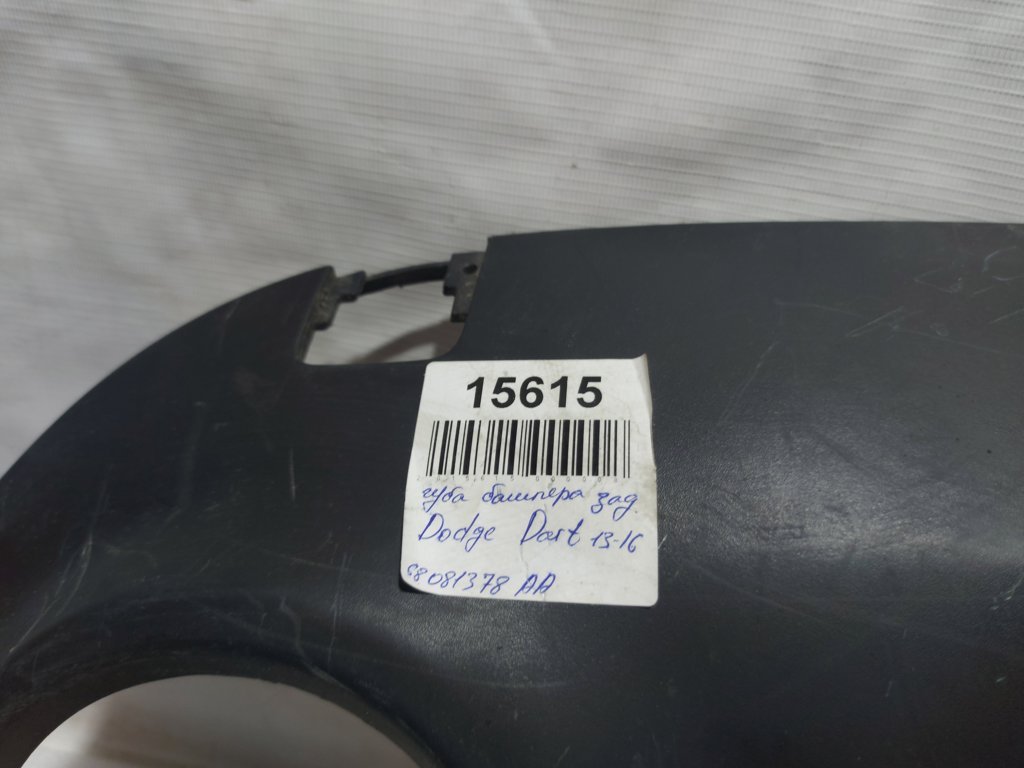 15615
губа бампера зад.
Dodge Dart 13-16
68081378 AA